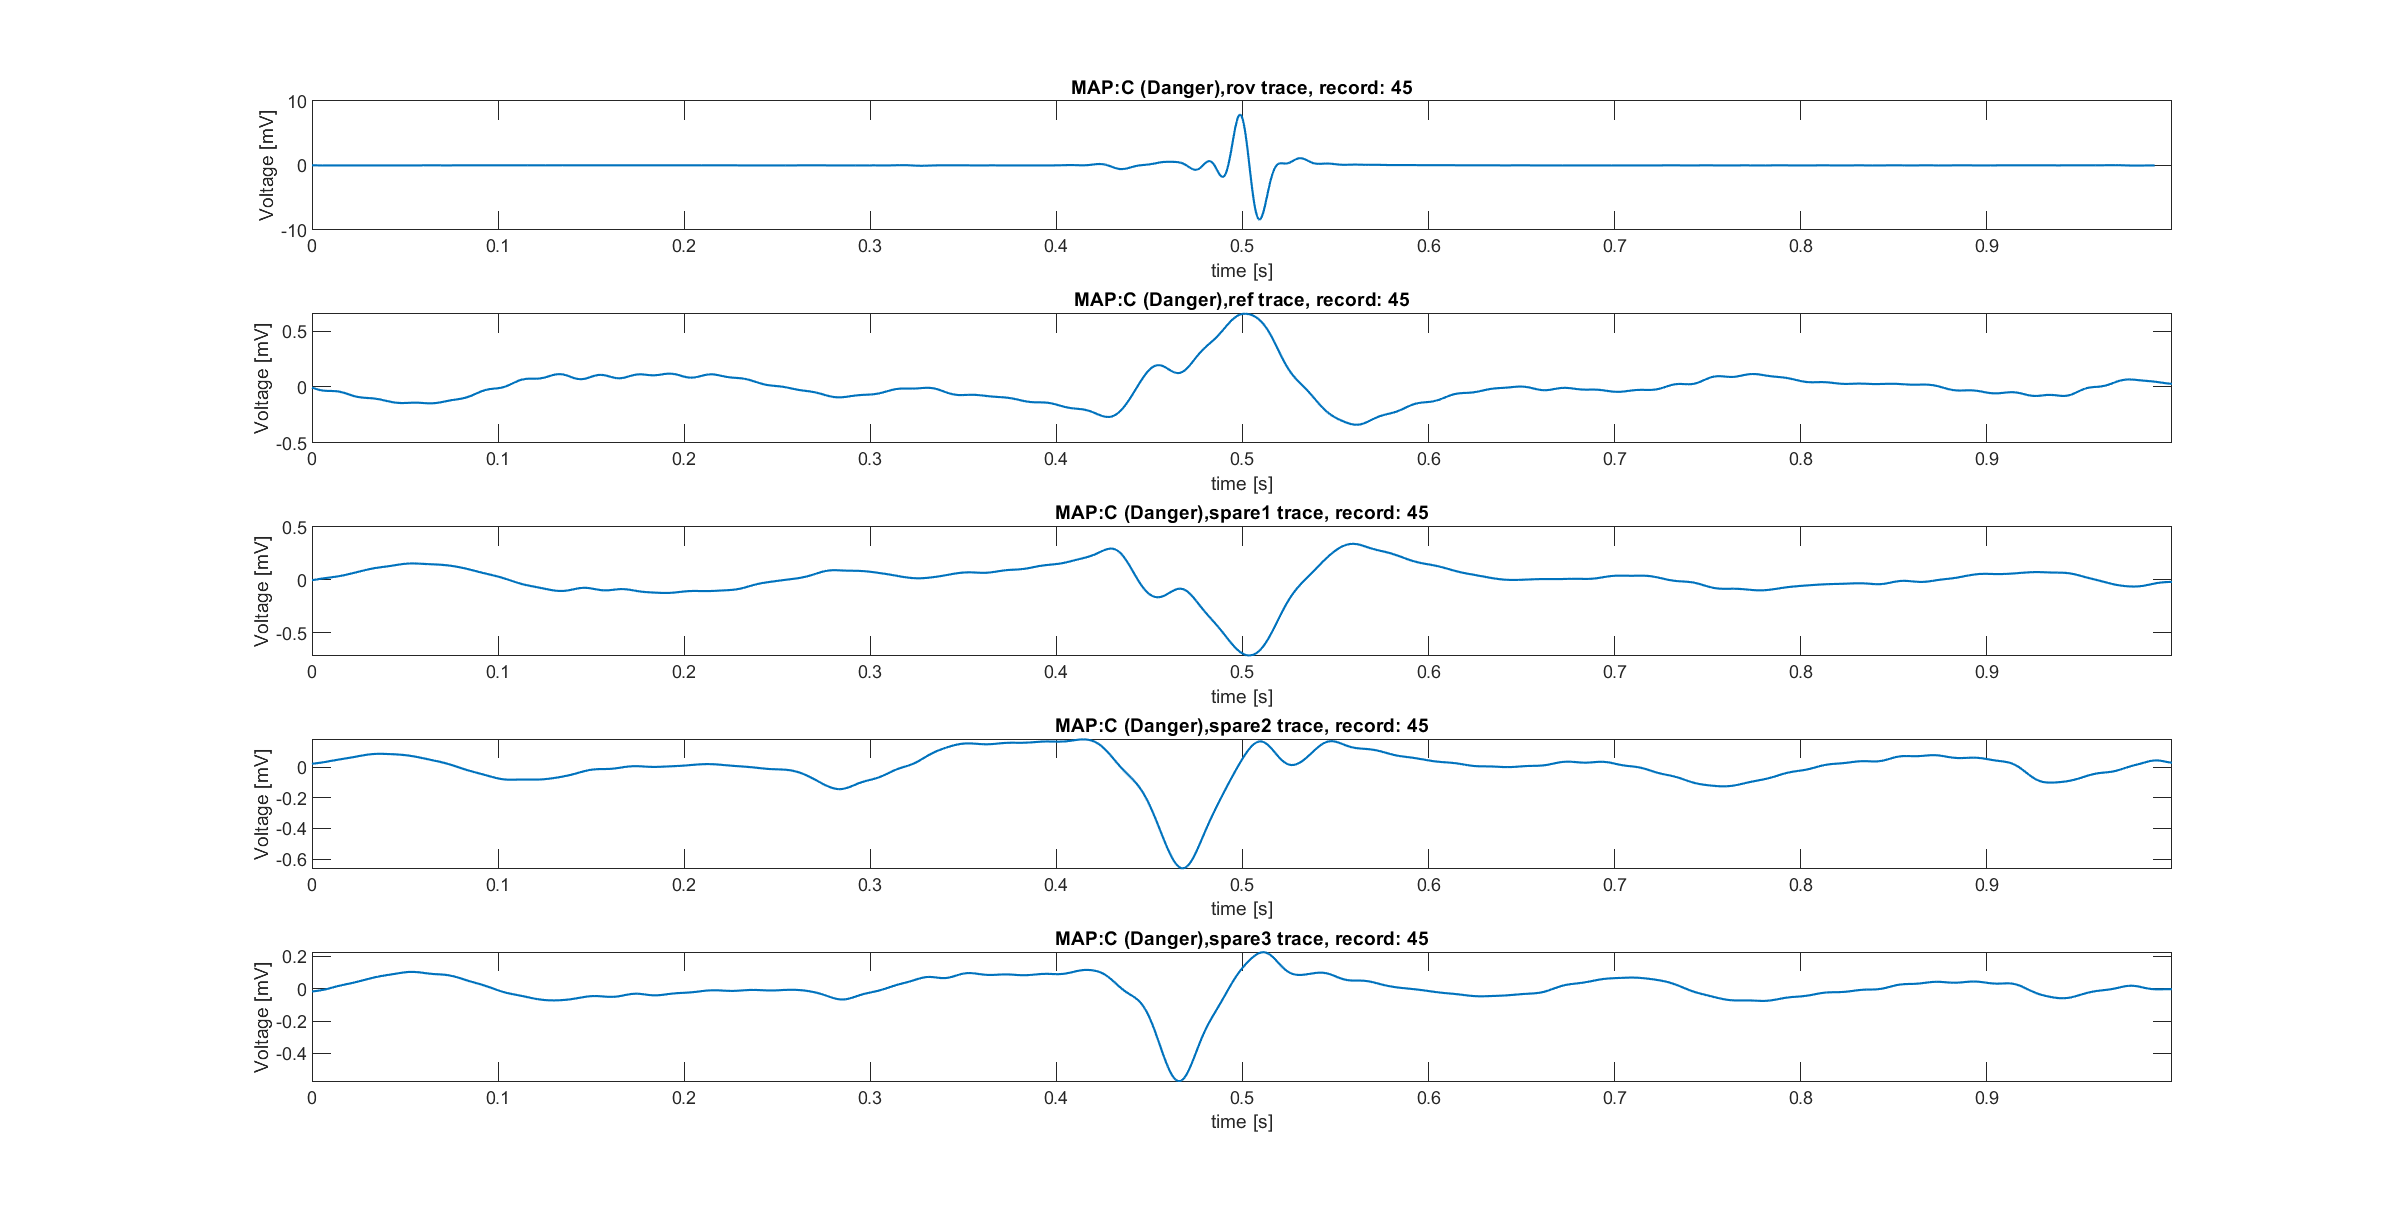 MAP:C (Danger),rov trace, record: 45
Voltage [mV]
10
0
-10
0 0.1 0.2 0.3 0.4 0.5 0.6 0.7 0.8 0.9
time [s]
MAP:C (Danger),ref trace, record: 45
Voltage [mV]
0.5
0
-0.5
0 0.1 0.2 0.3 0.4 0.5 0.6 0.7 0.8 0.9
time [s]
MAP:C (Danger),spare1 trace, record: 45
Voltage [mV]
0.5
0
-0.5
0 0.1 0.2 0.3 0.4 0.5 0.6 0.7 0.8 0.9
time [s]
MAP:C (Danger),spare2 trace, record: 45
Voltage [mV]
0
-0.2
-0.4
-0.6
0 0.1 0.2 0.3 0.4 0.5 0.6 0.7 0.8 0.9
time [s]
MAP:C (Danger),spare3 trace, record: 45
Voltage [mV]
0.2
0
-0.2
-0.4
0 0.1 0.2 0.3 0.4 0.5 0.6 0.7 0.8 0.9
time [s]